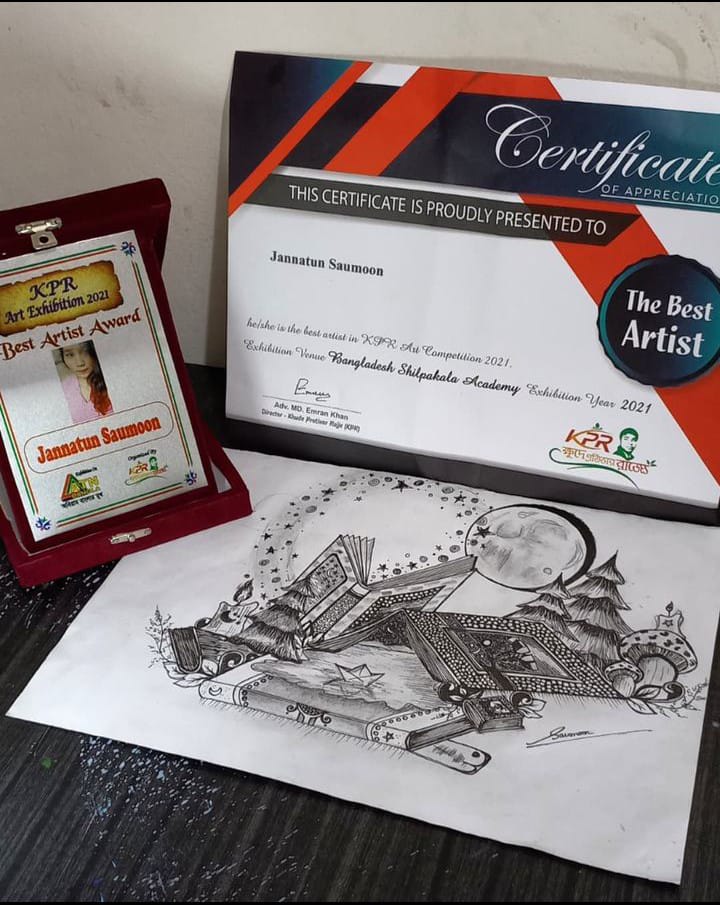 KPR
Art Exhibition 2021
Best Artist Award
Jannatun Saumoon
Exhibition In
ATN
Organized By
KPR
Certificate
OF APPRECIATIO
THIS CERTIFICATE IS PROUDLY PRESENTED TO
Jannatun Saumoon
The Best
Artist
he/she is the best artist in KPR Art Competition 2021.
Exhibition Venue Bangladesh Shilpakala Academy Exhibition Year 2021
Adv. MD. Emran Khan
Director - Khude Protivar Rajje (KPR)
KPR
ক্ষুদে প্রতিভার রাজ্যে
Saumoon